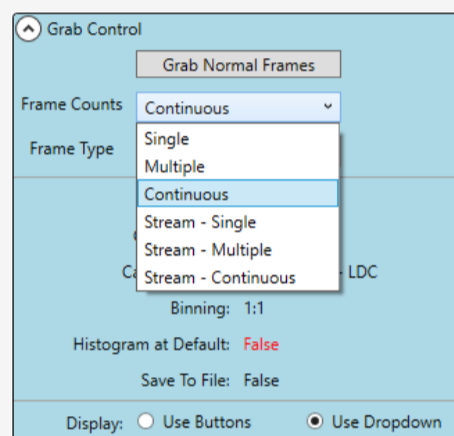 Grab Control
Grab Normal Frames
Frame Counts Continuous
Single
Frame Type
Multiple
Continuous
Stream - Single
Stream - Multiple
Stream - Continuous
LDC
Binning: 1:1
Histogram at Default: False
Save To File: False
Display: Use Buttons Use Dropdown